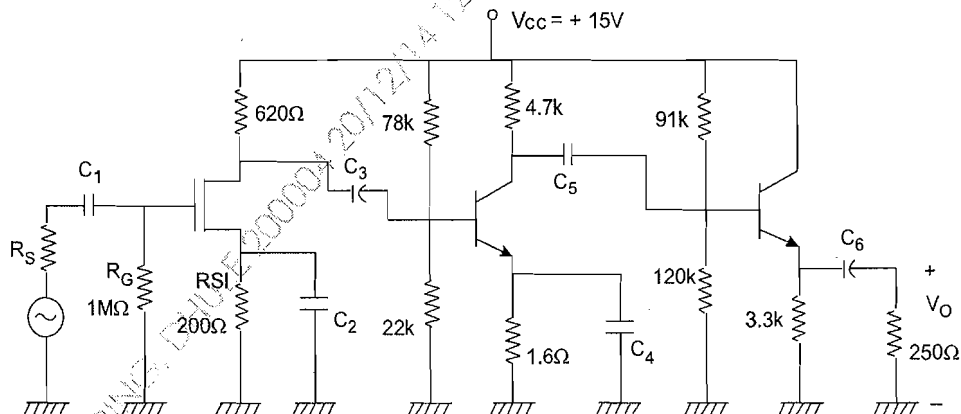 Vcc = + 15V
620Ω
78k
4.7k
91k
C1
C3
C5
RS
RG
1MΩ
RSI
200Ω
C2
22k
1.6Ω
C4
120k
3.3k
C6
+
VO
250Ω
−